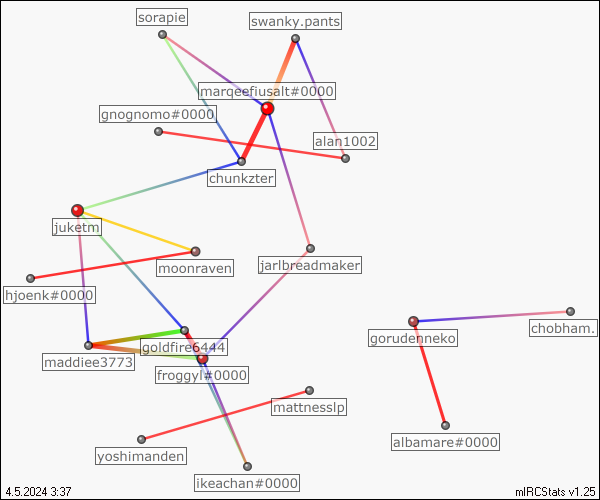 sorapie
swanky.pants
marqeefiusalt#0000
gnognomo#0000
alan1002
chunkzter
juketm
moonraven
jarlbreadmaker
hjoenk#0000
gorudenneko
chobham.
goldfire6444
maddiee3773
froggyl#0000
mattnesslp
albamare#0000
yoshimanden
ikeachan#0000
4.5.2024 3:37
mIRCStats v1.25